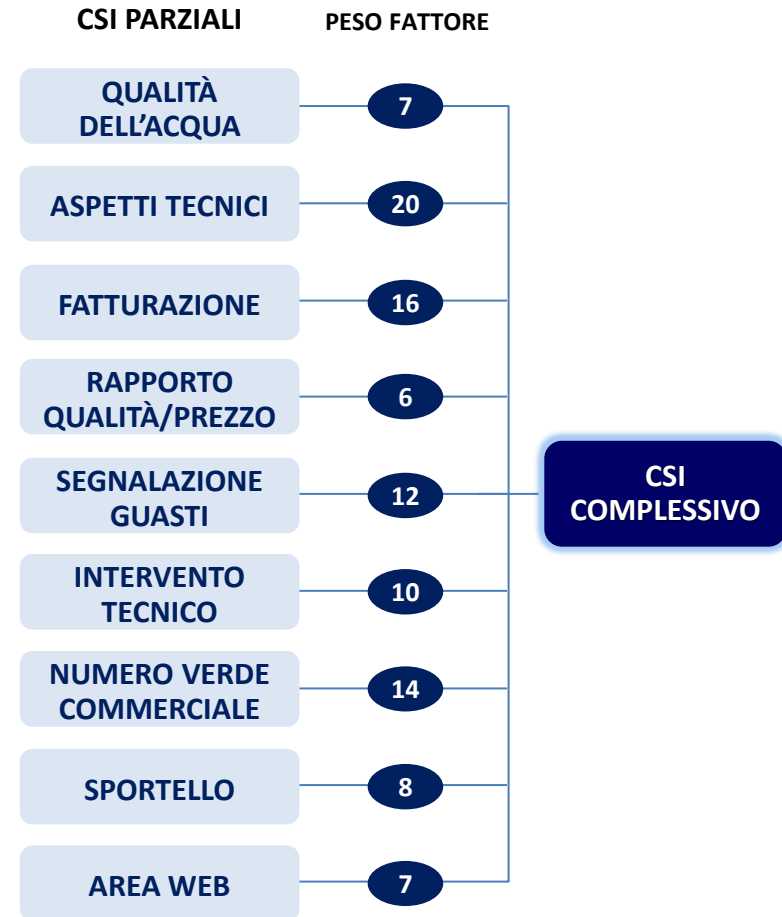 CSI PARZIALI
PESO FATTORE
QUALITÀ
DELL’ACQUA
7
ASPETTI TECNICI
20
FATTURAZIONE
16
RAPPORTO
QUALITÀ/PREZZO
6
SEGNALAZIONE
GUASTI
12
INTERVENTO
TECNICO
10
NUMERO VERDE
COMMERCIALE
14
SPORTELLO
8
AREA WEB
7
CSI
COMPLESSIVO